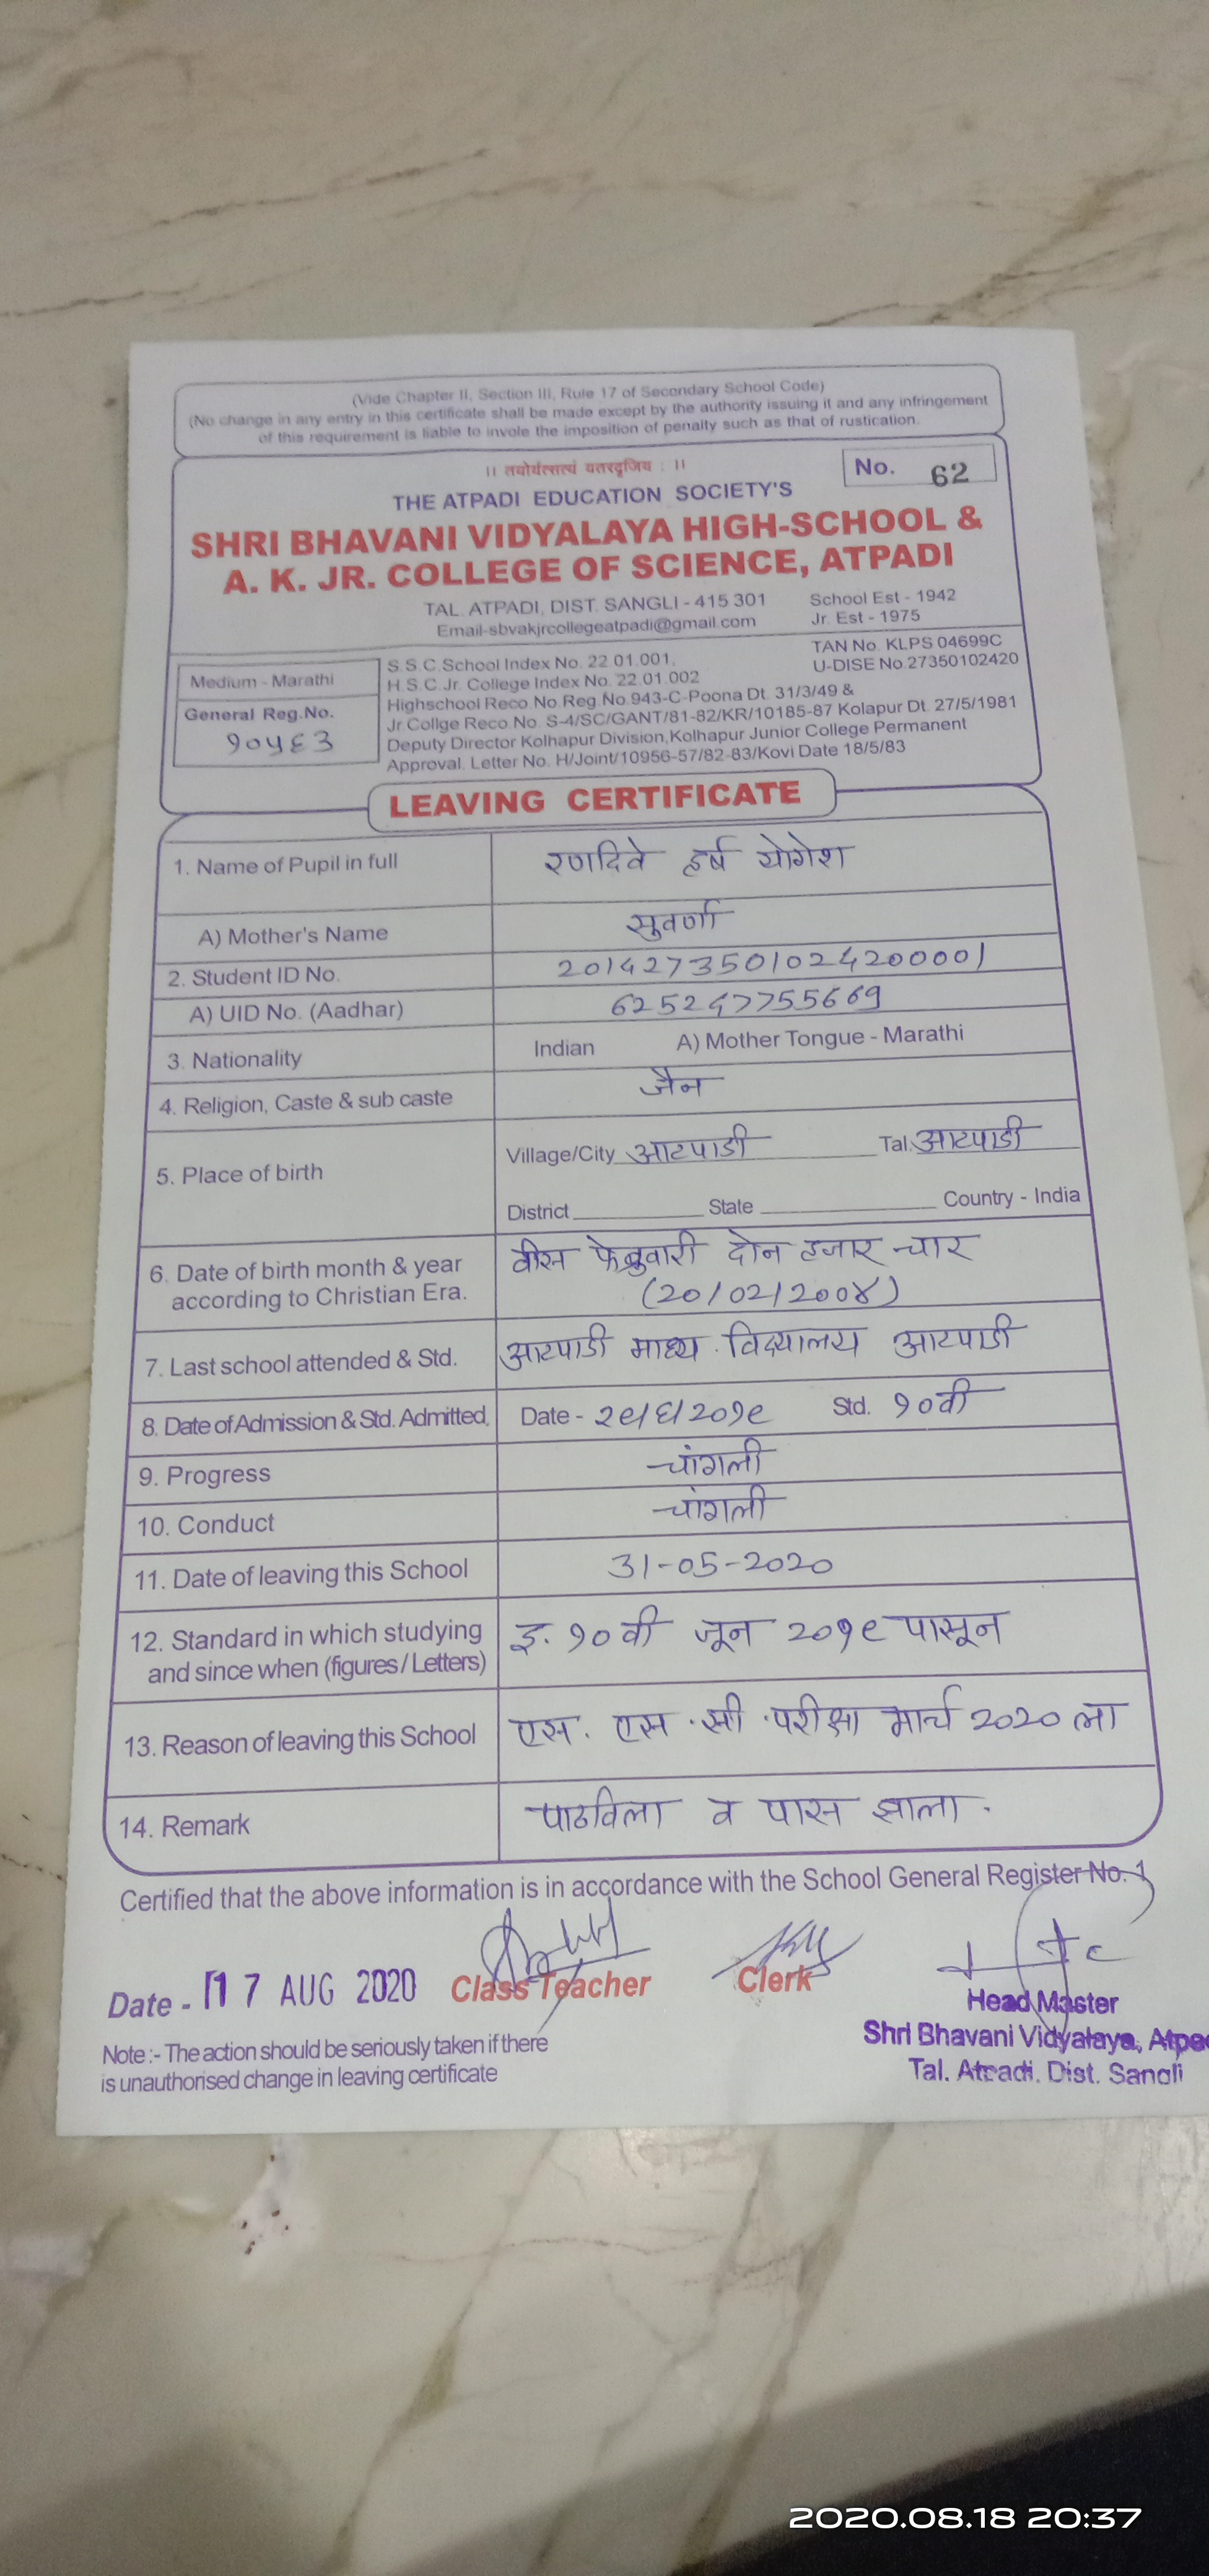 (Vide Chapter II, Section III, Rule 17 of Secondary School Code)
(No change in any entry in this certificate shall be made except by the authority issuing it and any infringement
of this requirement is liable to invole the imposition of penalty such as that of rustication.
No. 62
THE ATPADI EDUCATION SOCIETY'S
SHRI BHAVANI VIDYALAYA HIGH-SCHOOL &
A. K. JR. COLLEGE OF SCIENCE, ATPADI
TAL. ATPADI, DIST. SANGLI - 415 301 School Est - 1942
Email-sbvakjrcollegeatpadi@gmail.com Jr. Est - 1975
TAN No. KLPS 04699C
S.S.C.School Index No. 22.01.001, U-DISE No.27350102420
Medium - Marathi H.S.C.Jr. College Index No. 22.01.002
Highschool Reco.No.Reg.No.943-C-Poona Dt. 31/3/49 &
General Reg.No. Jr.Collge Reco.No. S-4/SC/GANT/81-82/KR/10185-87 Kolapur Dt. 27/5/1981
१०५६३ Deputy Director Kolhapur Division,Kolhapur Junior College Permanent
Approval. Letter No. H/Joint/10956-57/82-83/Kovi Date 18/5/83
LEAVING CERTIFICATE
1. Name of Pupil in full रणदिवे हर्ष योगेश
A) Mother's Name सुवर्णा
2. Student ID No. 2014273501024200001
A) UID No. (Aadhar) 625247755669
3. Nationality Indian A) Mother Tongue - Marathi
4. Religion, Caste & sub caste जैन
5. Place of birth Village/City आटपाडी Tal. आटपाडी
District State Country - India
6. Date of birth month & year वीस फेब्रुवारी दोन हजार चार
according to Christian Era. (20/02/200४)
7. Last school attended & Std. आटपाडी माध्य. विद्यालय आटपाडी
8. Date of Admission & Std. Admitted. Date - २९/६/२०१९ Std. १०वी
9. Progress चांगली
10. Conduct चांगली
11. Date of leaving this School 31-05-2020
12. Standard in which studying इ. १०वी जून २०१९ पासून
and since when (figures / Letters)
13. Reason of leaving this School एस. एस. सी. परीक्षा मार्च 2020 ला
14. Remark पाठविला व पास झाला.
Certified that the above information is in accordance with the School General Register No. 1
Date - 17 AUG 2020 Class Teacher Clerk Head Master
Note :- The action should be seriously taken if there Shri Bhavani Vidyalaya, Atpa
is unauthorised change in leaving certificate Tal. Atpadi. Dist. Sangli
2020.08.18 20:37